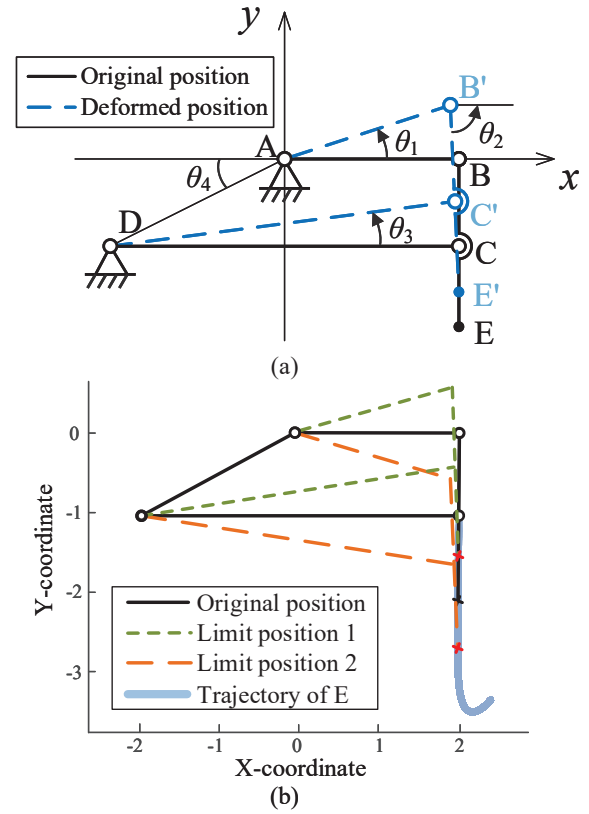 y
Original position
Deformed position
B'
A
θ1
θ2
θ4
B
x
D
C'
θ3
C
E'
E
(a)
0
-1
-2
-3
Y-coordinate
Original position
Limit position 1
Limit position 2
Trajectory of E
-2 -1 0 1 2
X-coordinate
(b)